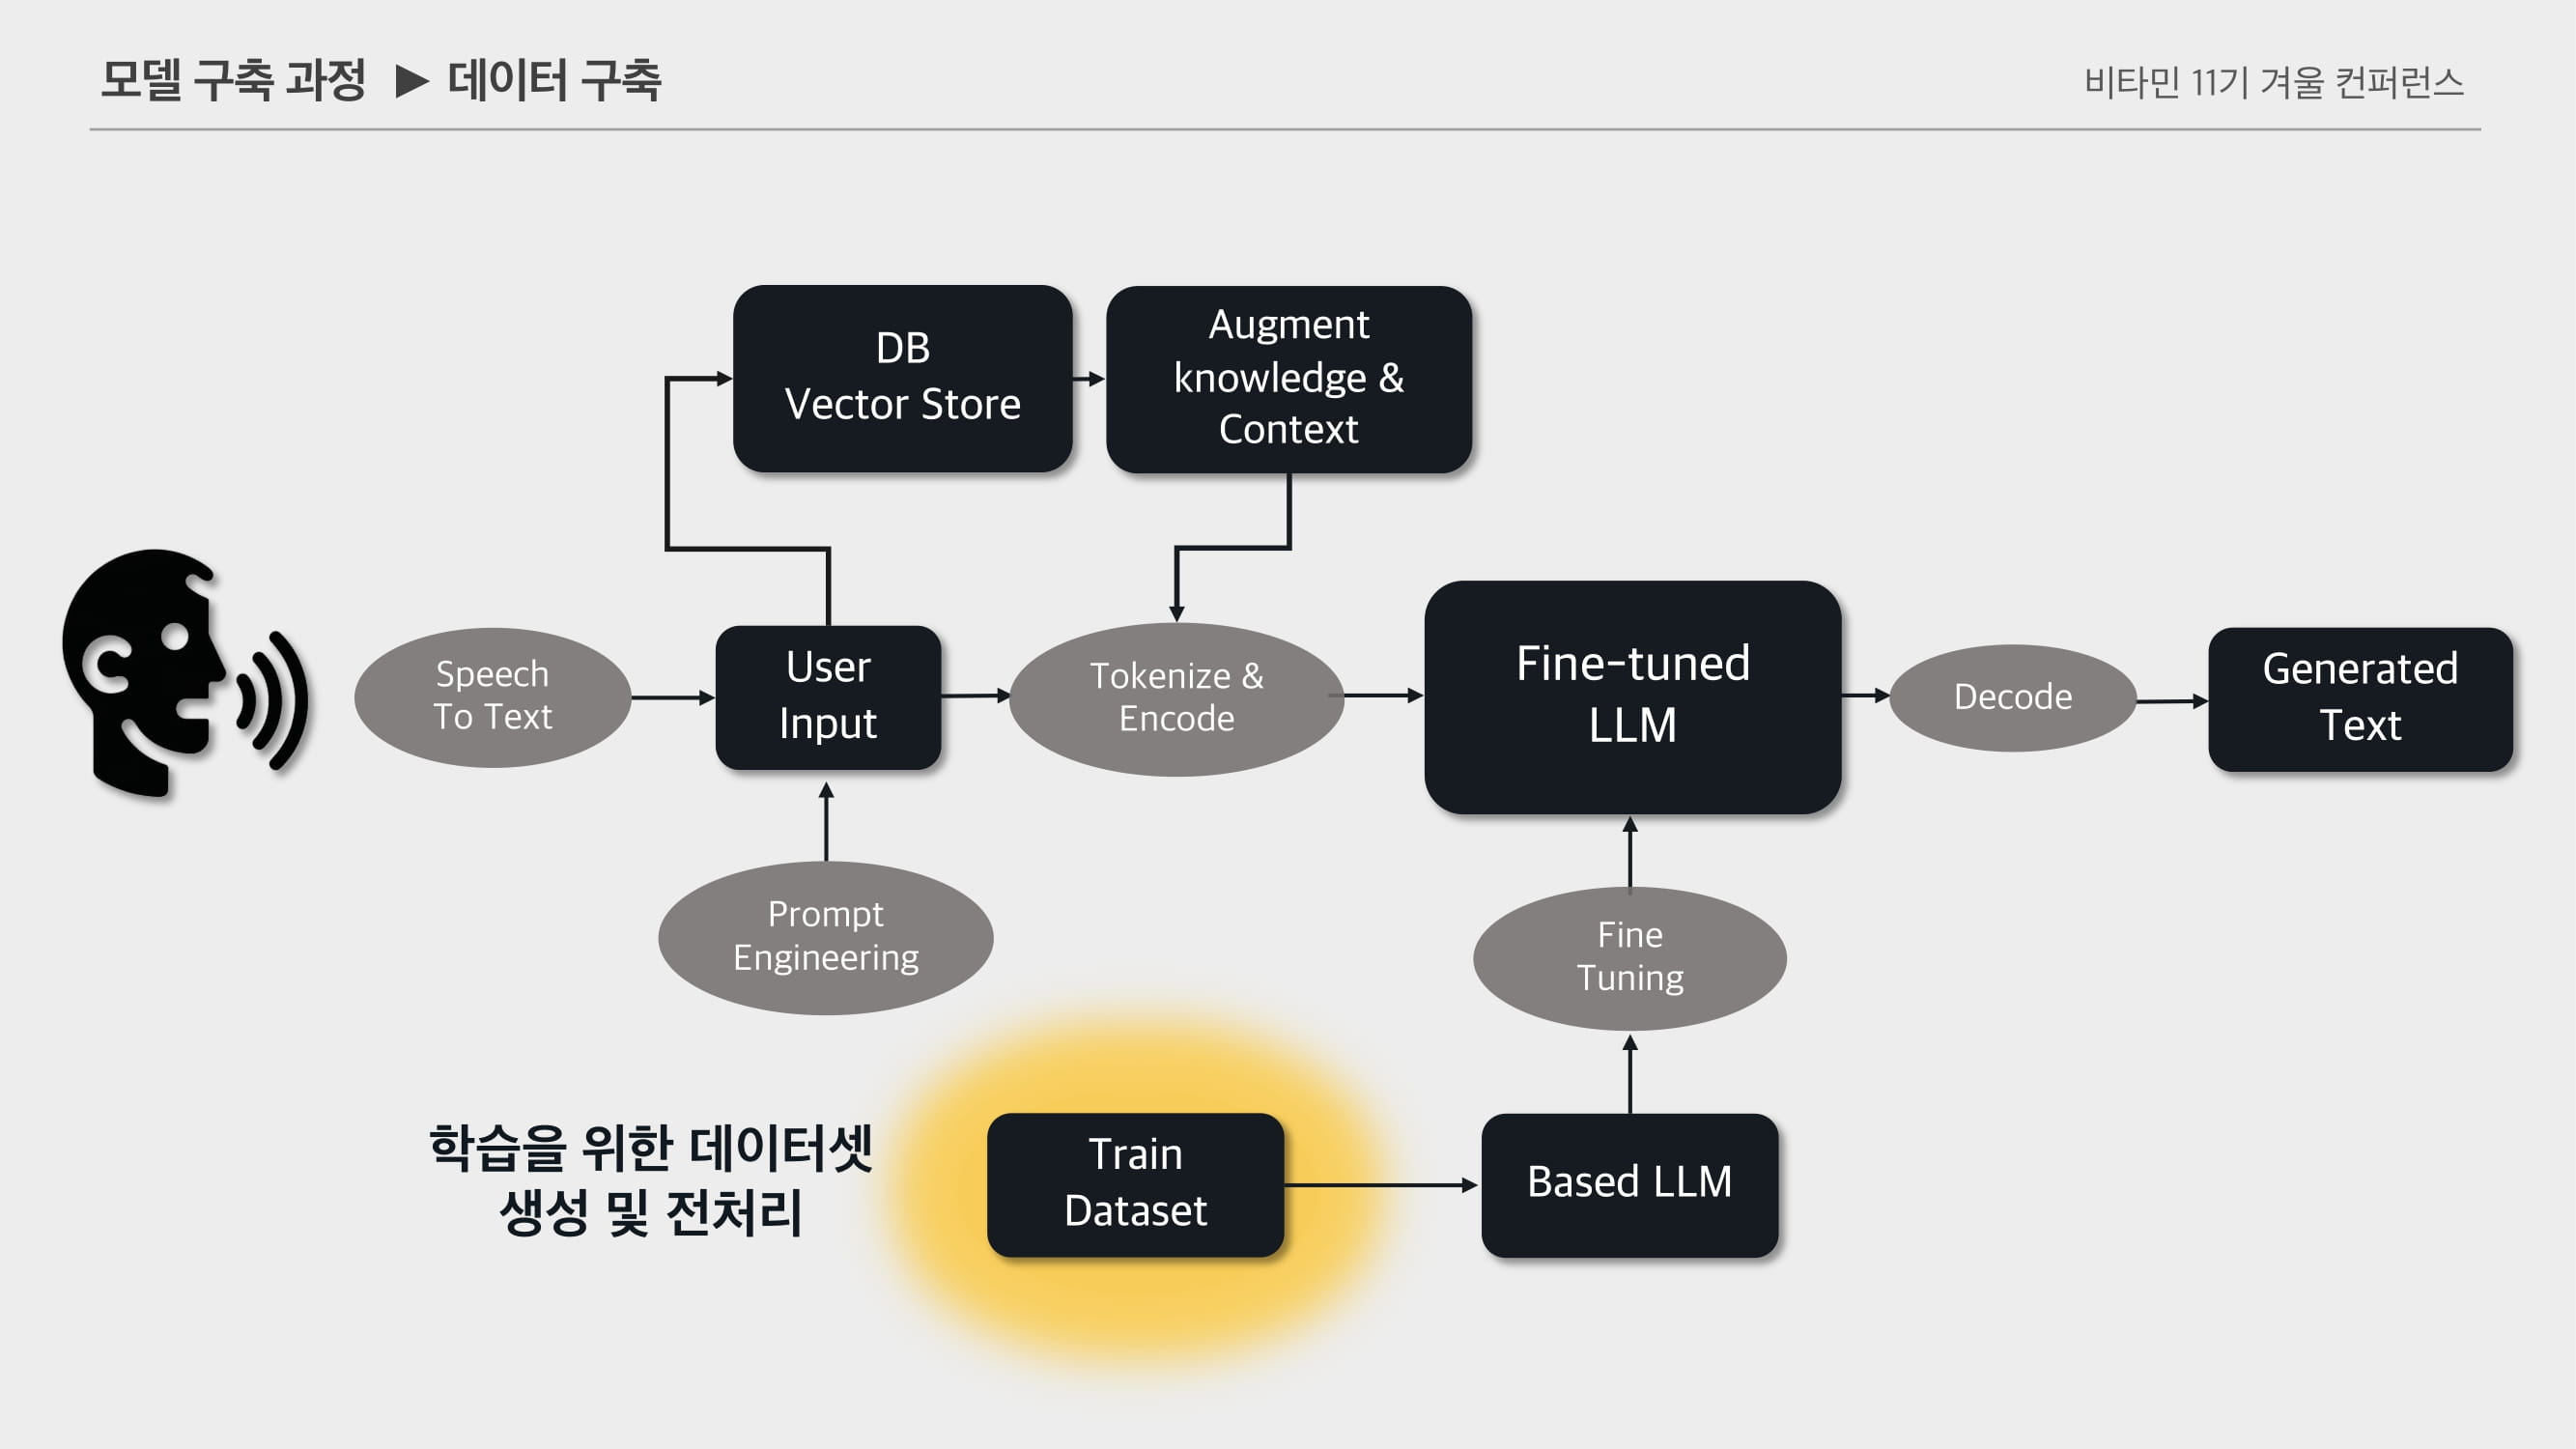 모델 구축 과정 ▶ 데이터 구축
비타민 11기 겨울 컨퍼런스
DB
Vector Store
Augment
knowledge &
Context
Speech
To Text
User
Input
Tokenize &
Encode
Fine-tuned
LLM
Decode
Generated
Text
Prompt
Engineering
Fine
Tuning
학습을 위한 데이터셋
생성 및 전처리
Train
Dataset
Based LLM